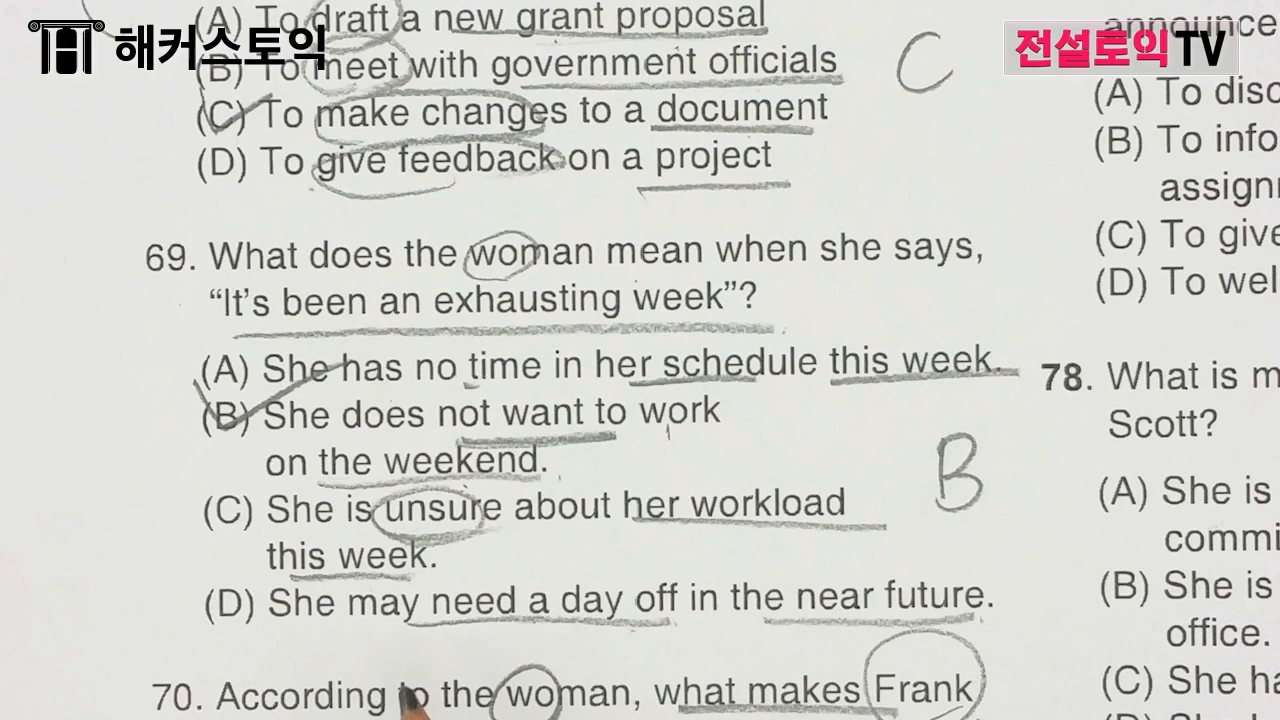 해커스토익
전설토익TV
(A) To draft a new grant proposal
(B) To meet with government officials
(C) To make changes to a document
(D) To give feedback on a project
C
69. What does the woman mean when she says,
"It's been an exhausting week"?
(A) She has no time in her schedule this week.
(B) She does not want to work
on the weekend.
(C) She is unsure about her workload
this week.
(D) She may need a day off in the near future.
B
70. According to the woman, what makes Frank
announce
(A) To disc
(B) To info
assign
(C) To give
(D) To wel
78. What is m
Scott?
(A) She is
commi
(B) She is
office.
(C) She ha